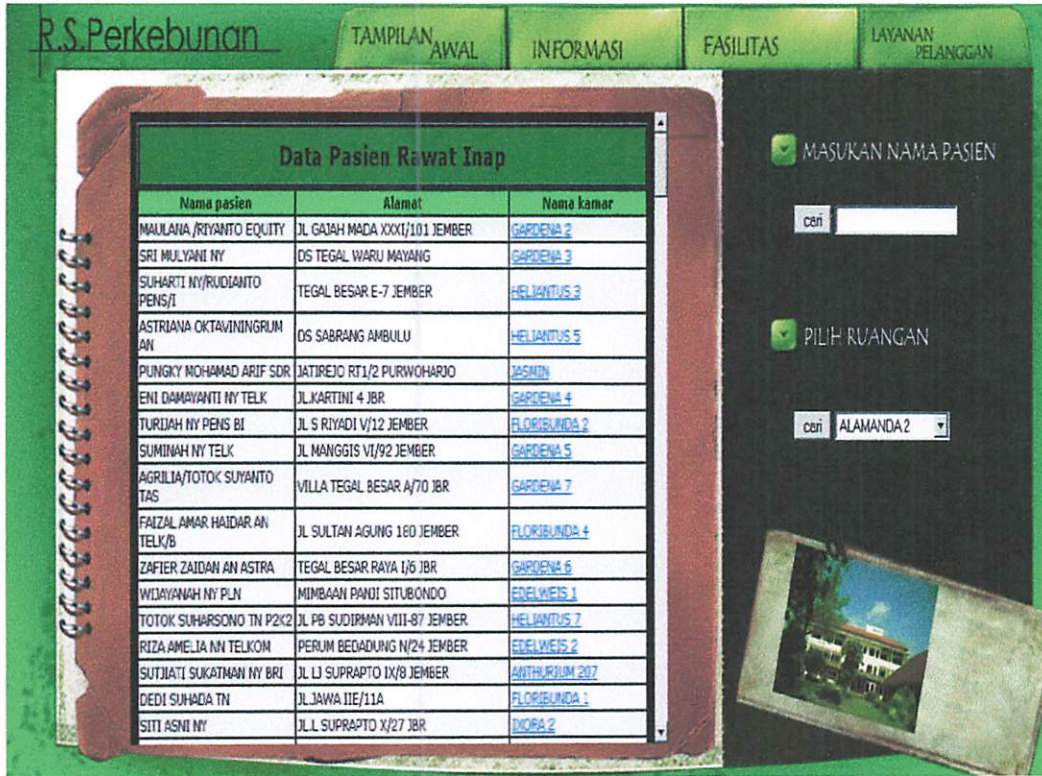 R.S.Perkebunan
TAMPILAN AWAL
INFORMASI
FASILITAS
LAYANAN PELANGGAN
Data Pasien Rawat Inap
Nama pasien Alamat Nama kamar
MAULANA /RIYANTO EQUITY JL GAJAH MADA XXXI/101 JEMBER GARDENA 2
SRI MULYANI NY DS TEGAL WARU MAYANG GARDENA 3
SUHARTI NY/RUDIANTO
PENS/I TEGAL BESAR E-7 JEMBER HELIANTUS 3
ASTRIANA OKTAVININGRUM
AN DS SABRANG AMBULU HELIANTUS 5
PUNGKY MOHAMAD ARIF SDR JATIREJO RT1/2 PURWOHARJO JASMIN
ENI DAMAYANTI NY TELK JL.KARTINI 4 JBR GARDENA 4
TURIJAH NY PENS BI JL S RIYADI V/12 JEMBER FLORIBUNDA 2
SUMINAH NY TELK JL MANGGIS VI/92 JEMBER GARDENA 5
AGRILIA/TOTOK SUYANTO
TAS VILLA TEGAL BESAR A/70 JBR GARDENA 7
FAIZAL AMAR HAIDAR AN
TELK/B JL SULTAN AGUNG 180 JEMBER FLORIBUNDA 4
ZAFIER ZAIDAN AN ASTRA TEGAL BESAR RAYA I/6 JBR GARDENA 6
WIJAYANAH NY PLN MIMBAAN PANJI SITUBONDO EDELWEIS 1
TOTOK SUHARSONO TN P2K2 JL PB SUDIRMAN VIII-87 JEMBER HELIANTUS 7
RIZA AMELIA NN TELKOM PERUM BEDADUNG N/24 JEMBER EDELWEIS 2
SUTJIATI SUKATMAN NY BRI JL LJ SUPRAPTO IX/8 JEMBER ANTHURIUM 207
DEDI SUHADA TN JL.JAWA IIE/11A FLORIBUNDA 1
SITI ASNI NY JL.L SUPRAPTO X/27 JBR IXORA 2
MASUKAN NAMA PASIEN
cari
PILIH RUANGAN
cari ALAMANDA 2